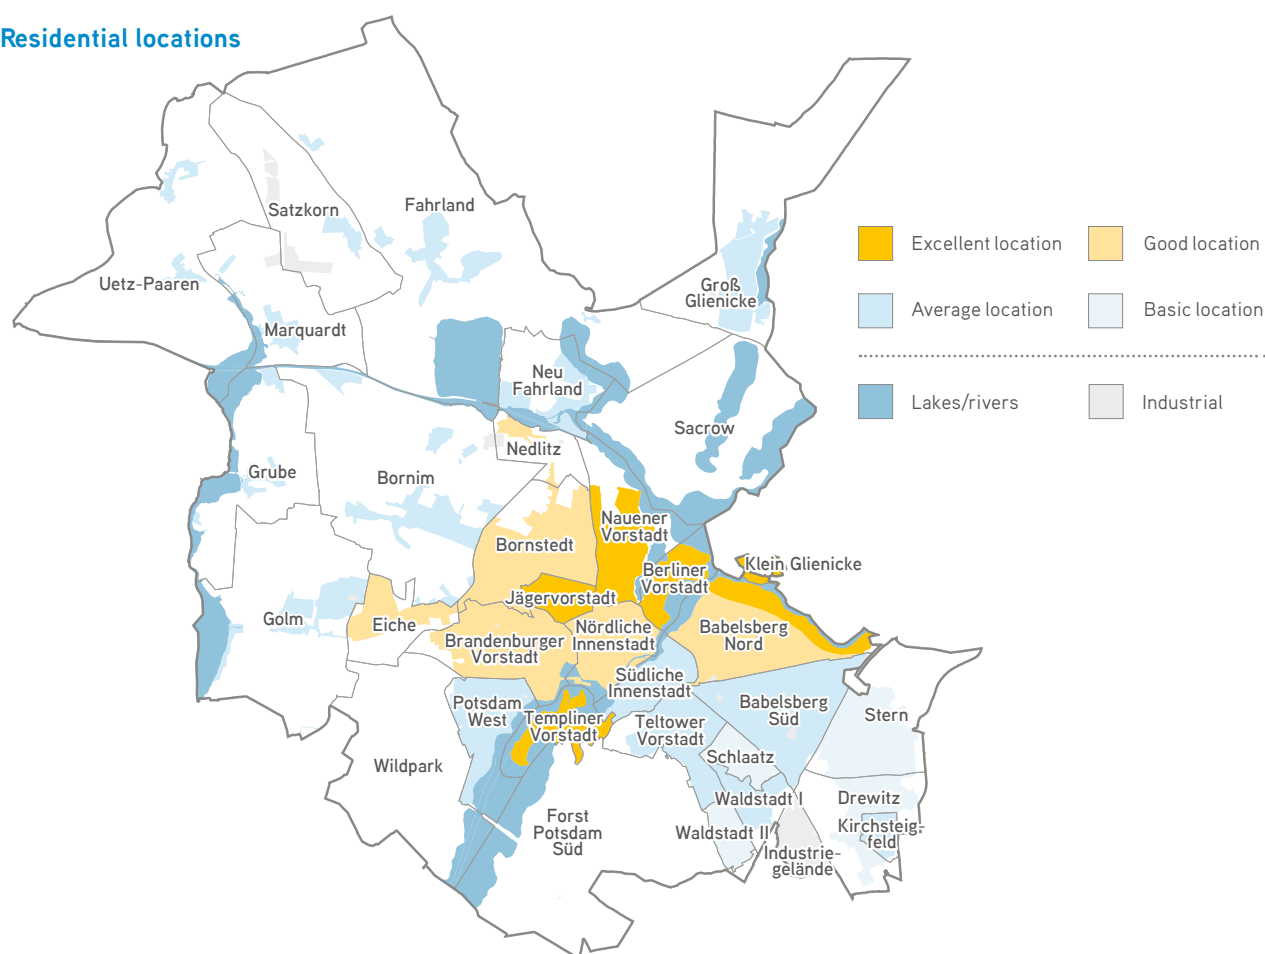 Residential locations
Satzkorn
Fahrland
Uetz-Paaren
Marquardt
Groß
Glienicke
Neu
Fahrland
Sacrow
Nedlitz
Grube
Bornim
Nauener
Vorstadt
Bornstedt
Berliner
Vorstadt
Klein Glienicke
Jägervorstadt
Golm
Eiche
Brandenburger
Vorstadt
Nördliche
Innenstadt
Babelsberg
Nord
Südliche
Innenstadt
Potsdam
West
Templiner
Vorstadt
Teltower
Vorstadt
Babelsberg
Süd
Stern
Schlaatz
Wildpark
Waldstadt I
Drewitz
Forst
Potsdam
Süd
Waldstadt II
Kirchsteig-
feld
Industrie-
gelände
Excellent location
Good location
Average location
Basic location
Lakes/rivers
Industrial